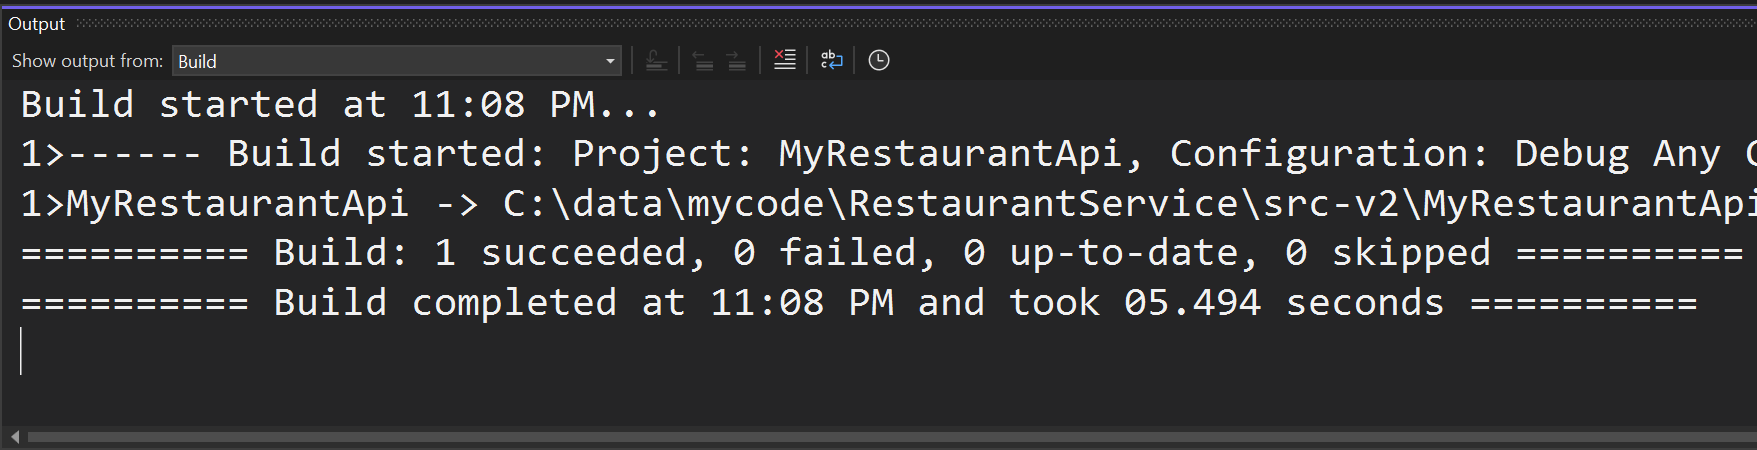 Output
Show output from: Build
Build started at 11:08 PM...
1>------ Build started: Project: MyRestaurantApi, Configuration: Debug Any
1>MyRestaurantApi -> C:\data\mycode\RestaurantService\src-v2\MyRestaurantApi
========== Build: 1 succeeded, 0 failed, 0 up-to-date, 0 skipped ==========
========== Build completed at 11:08 PM and took 05.494 seconds ==========